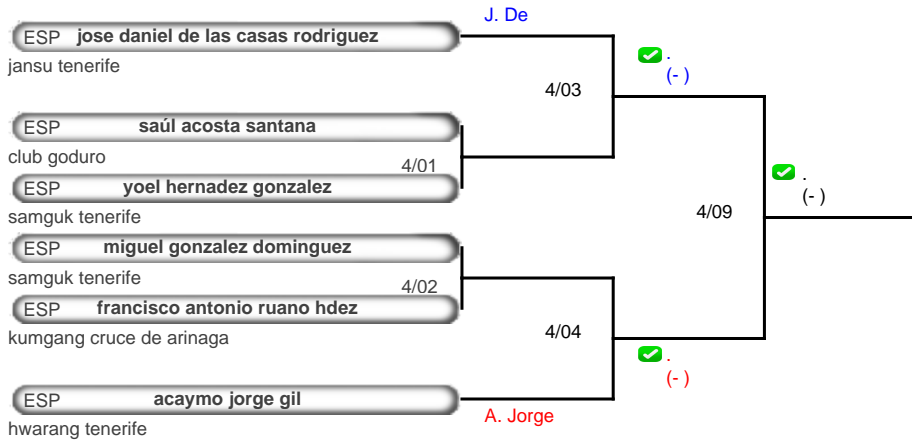 J. De
ESP jose daniel de las casas rodriguez
jansu tenerife
.
(- )
4/03
ESP saúl acosta santana
club goduro
4/01
ESP yoel hernadez gonzalez
samguk tenerife
.
(- )
4/09
ESP miguel gonzalez dominguez
samguk tenerife
4/02
ESP francisco antonio ruano hdez
kumgang cruce de arinaga
4/04
.
(- )
ESP acaymo jorge gil
A. Jorge
hwarang tenerife